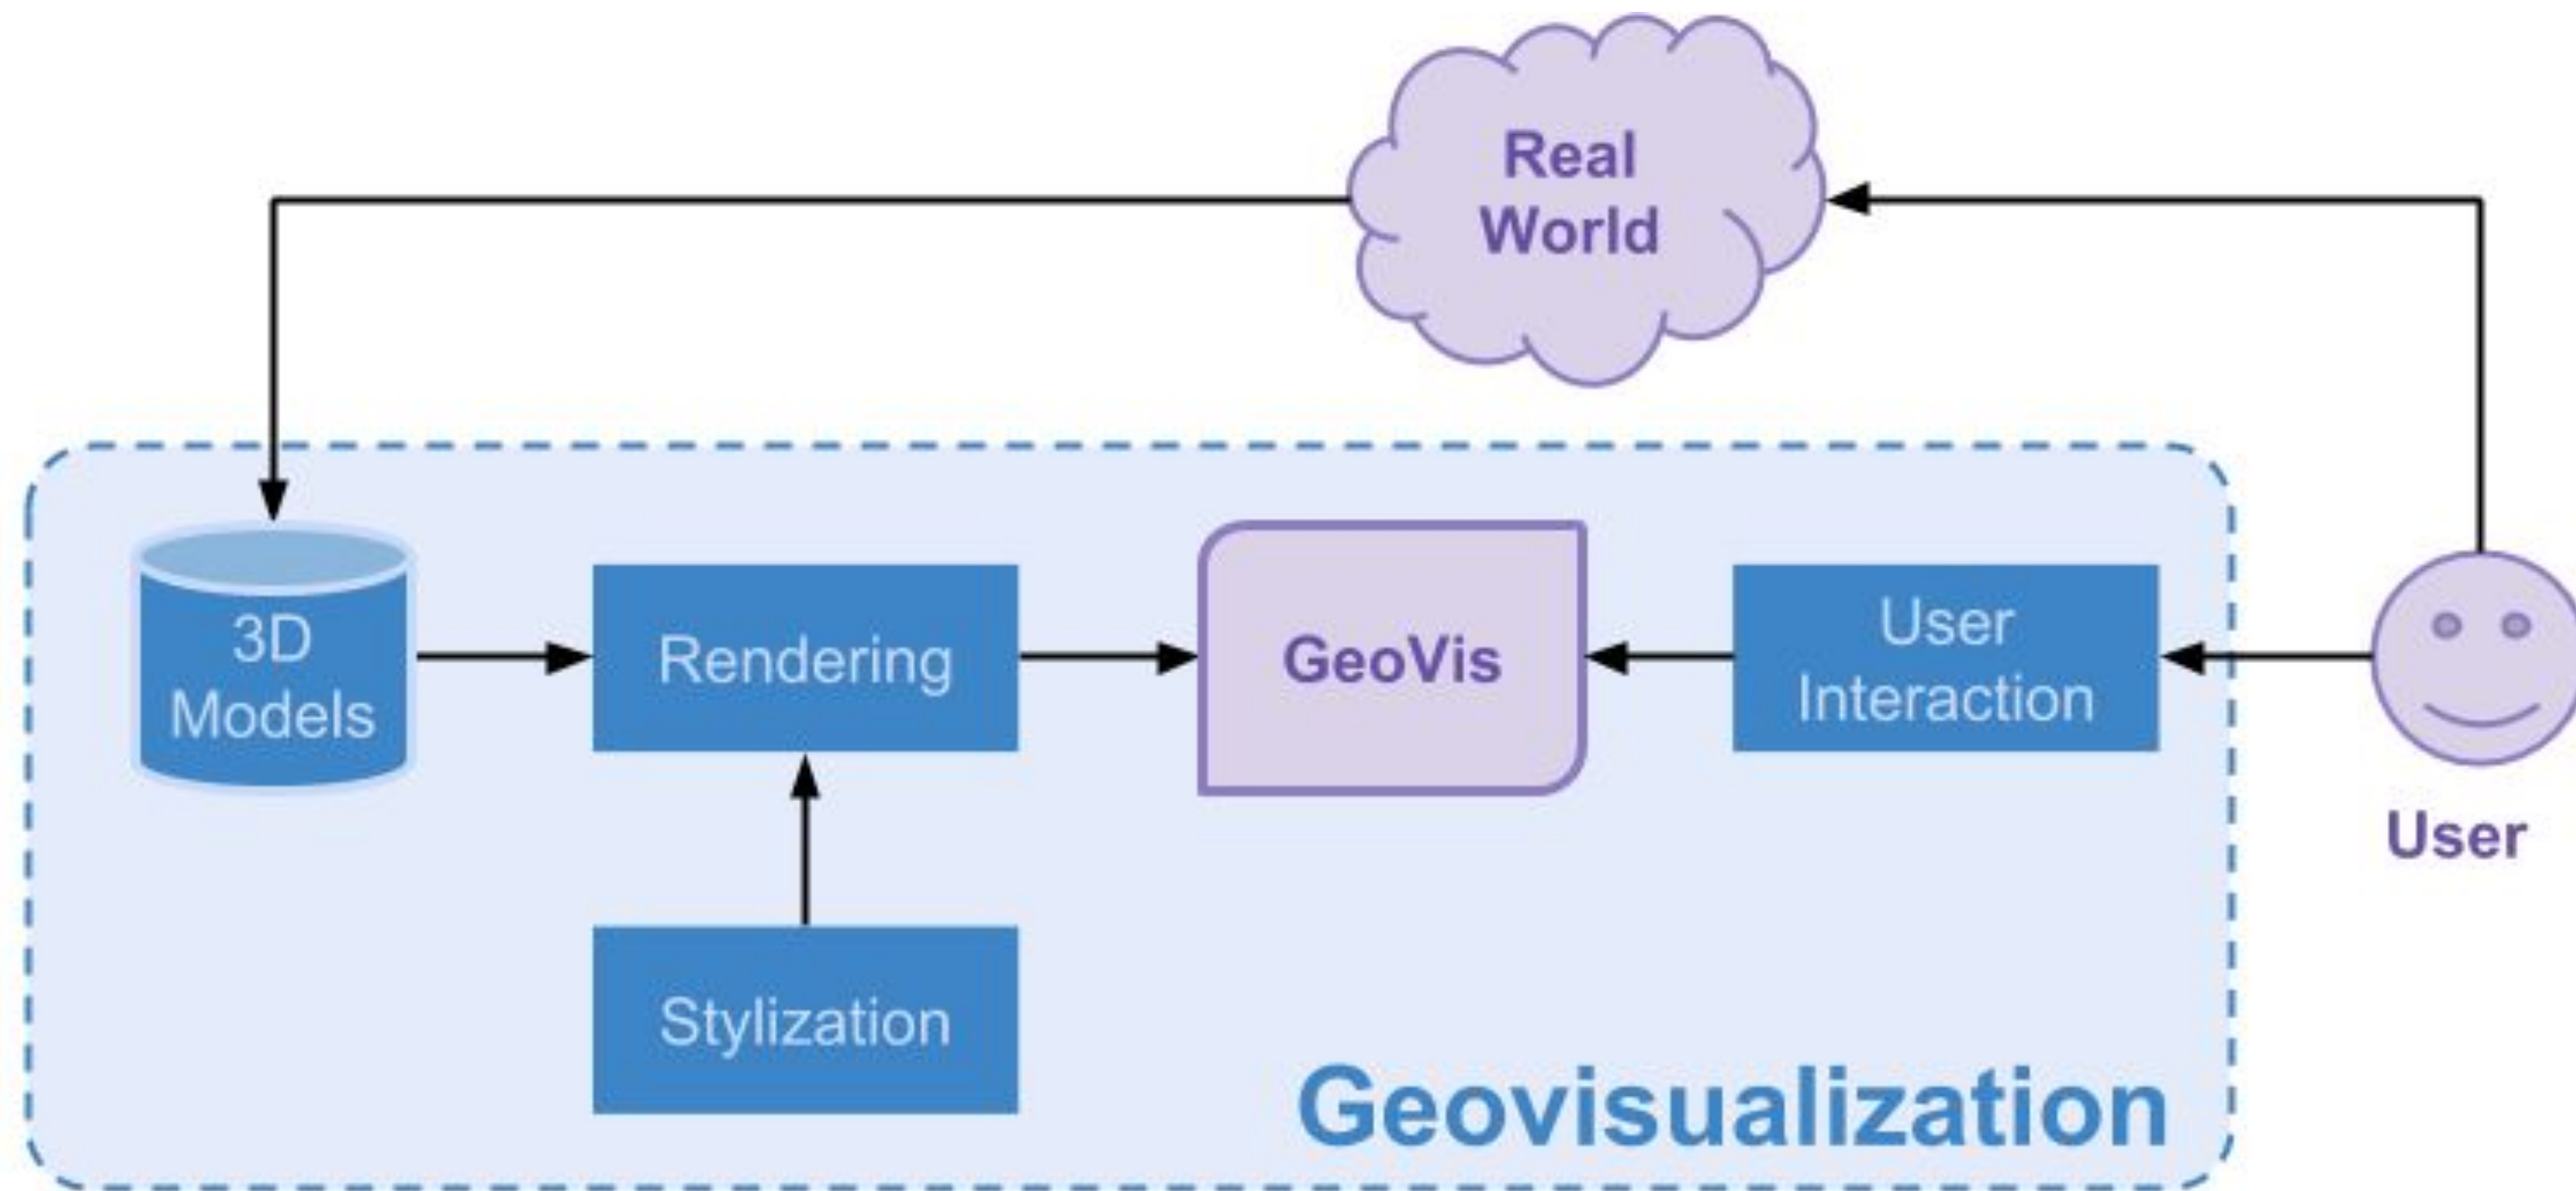 Real
World
3D
Models
Rendering
GeoVis
User
Interaction
User
Stylization
Geovisualization